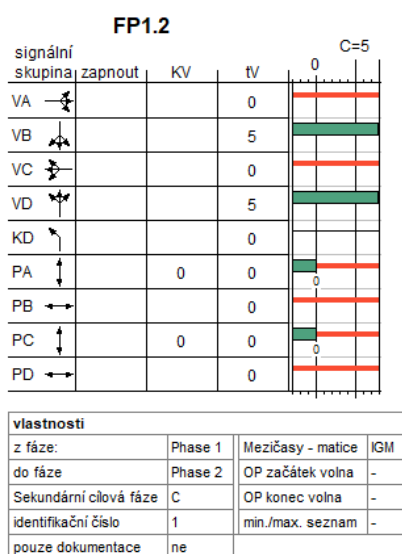 FP1.2
signální
skupina zapnout KV tV 0 C=5
VA 0
VB 5
VC 0
VD 5
KD 0
PA 0 0 0
PB 0
PC 0 0 0
PD 0
vlastnosti
z fáze: Phase 1 Mezičasy - matice IGM
do fáze Phase 2 OP začátek volna -
Sekundární cílová fáze C OP konec volna -
identifikační číslo 1 min./max. seznam -
pouze dokumentace ne